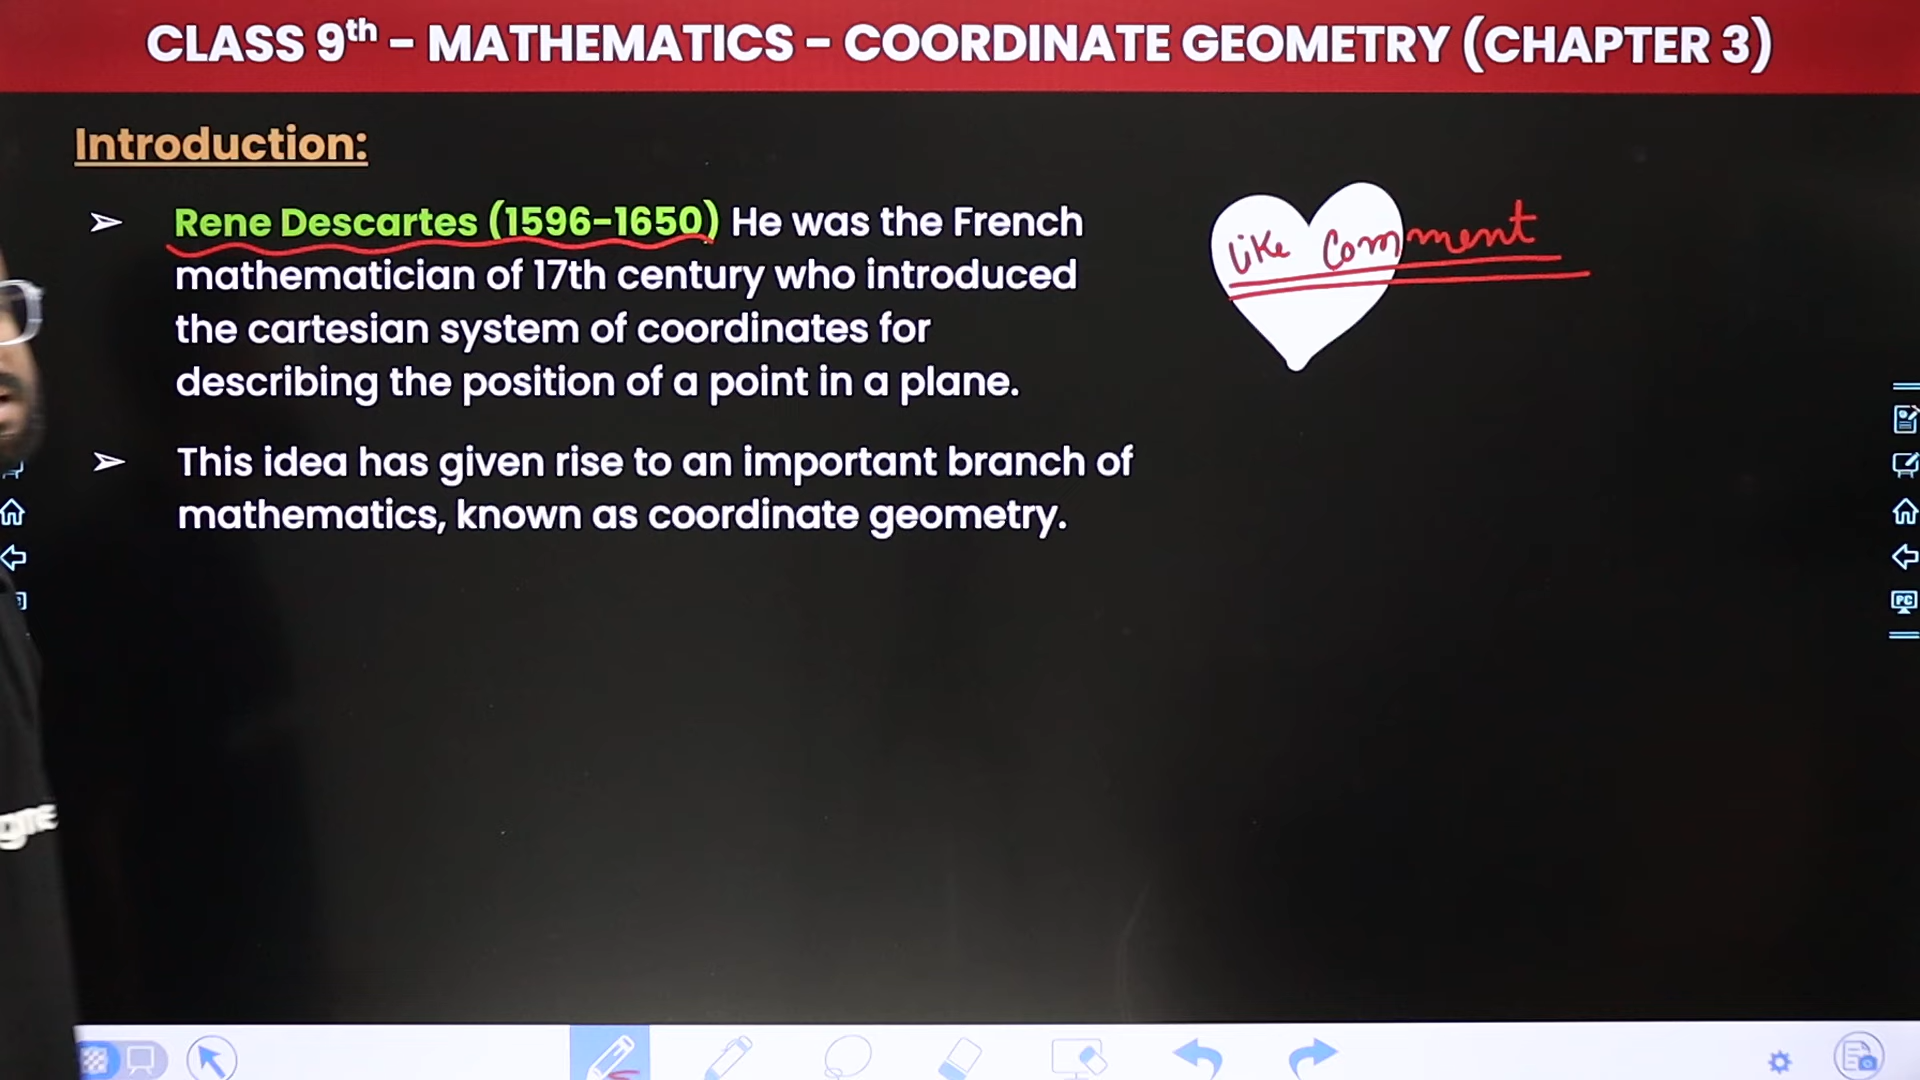 CLASS 9th - MATHEMATICS - COORDINATE GEOMETRY (CHAPTER 3)
Introduction:
➢ Rene Descartes (1596-1650) He was the French
mathematician of 17th century who introduced
the cartesian system of coordinates for
describing the position of a point in a plane.
➢ This idea has given rise to an important branch of
mathematics, known as coordinate geometry.
Like Comment
PC